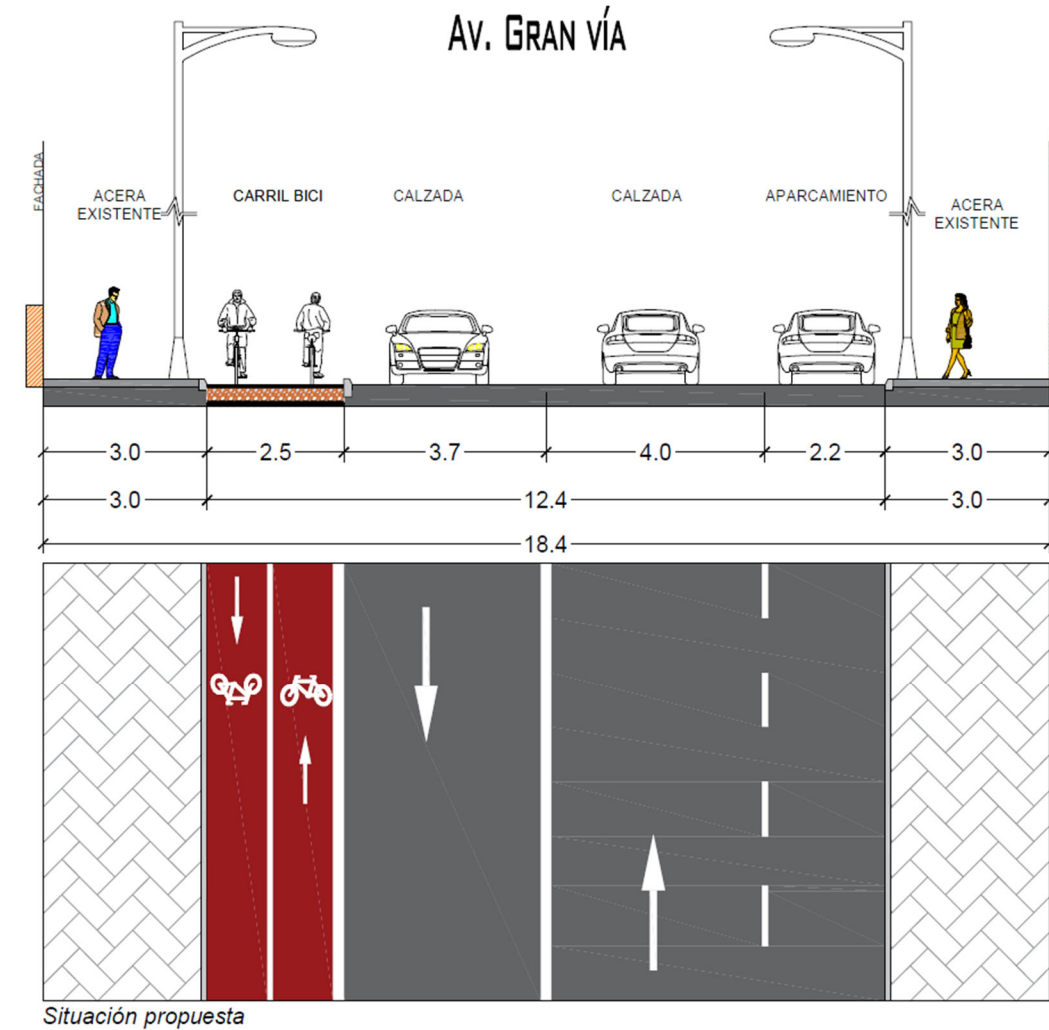 AV. GRAN VÍA
FACHADA
ACERA
EXISTENTE
CARRIL BICI
CALZADA
CALZADA
APARCAMIENTO
ACERA
EXISTENTE
3.0
2.5
3.7
4.0
2.2
3.0
3.0
12.4
3.0
18.4
Situación propuesta